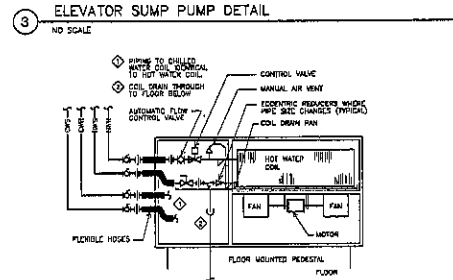 3 ELEVATOR SUMP PUMP DETAIL
NO SCALE
1 PIPING TO CHILLED
WATER COIL IDENTICAL
TO HOT WATER COIL.
2 COIL DRAIN THROUGH
TO FLOOR BELOW
AUTOMATIC FLOW
CONTROL VALVE
CONTROL VALVE
MANUAL AIR VENT
ECCENTRIC REDUCERS WHERE
PIPE SIZE CHANGES (TYPICAL)
COIL DRAIN PAN
HOT WATER
COIL
1
2
FAN
FAN
MOTOR
FLEXIBLE HOSES
FLOOR MOUNTED PEDESTAL
FLOOR